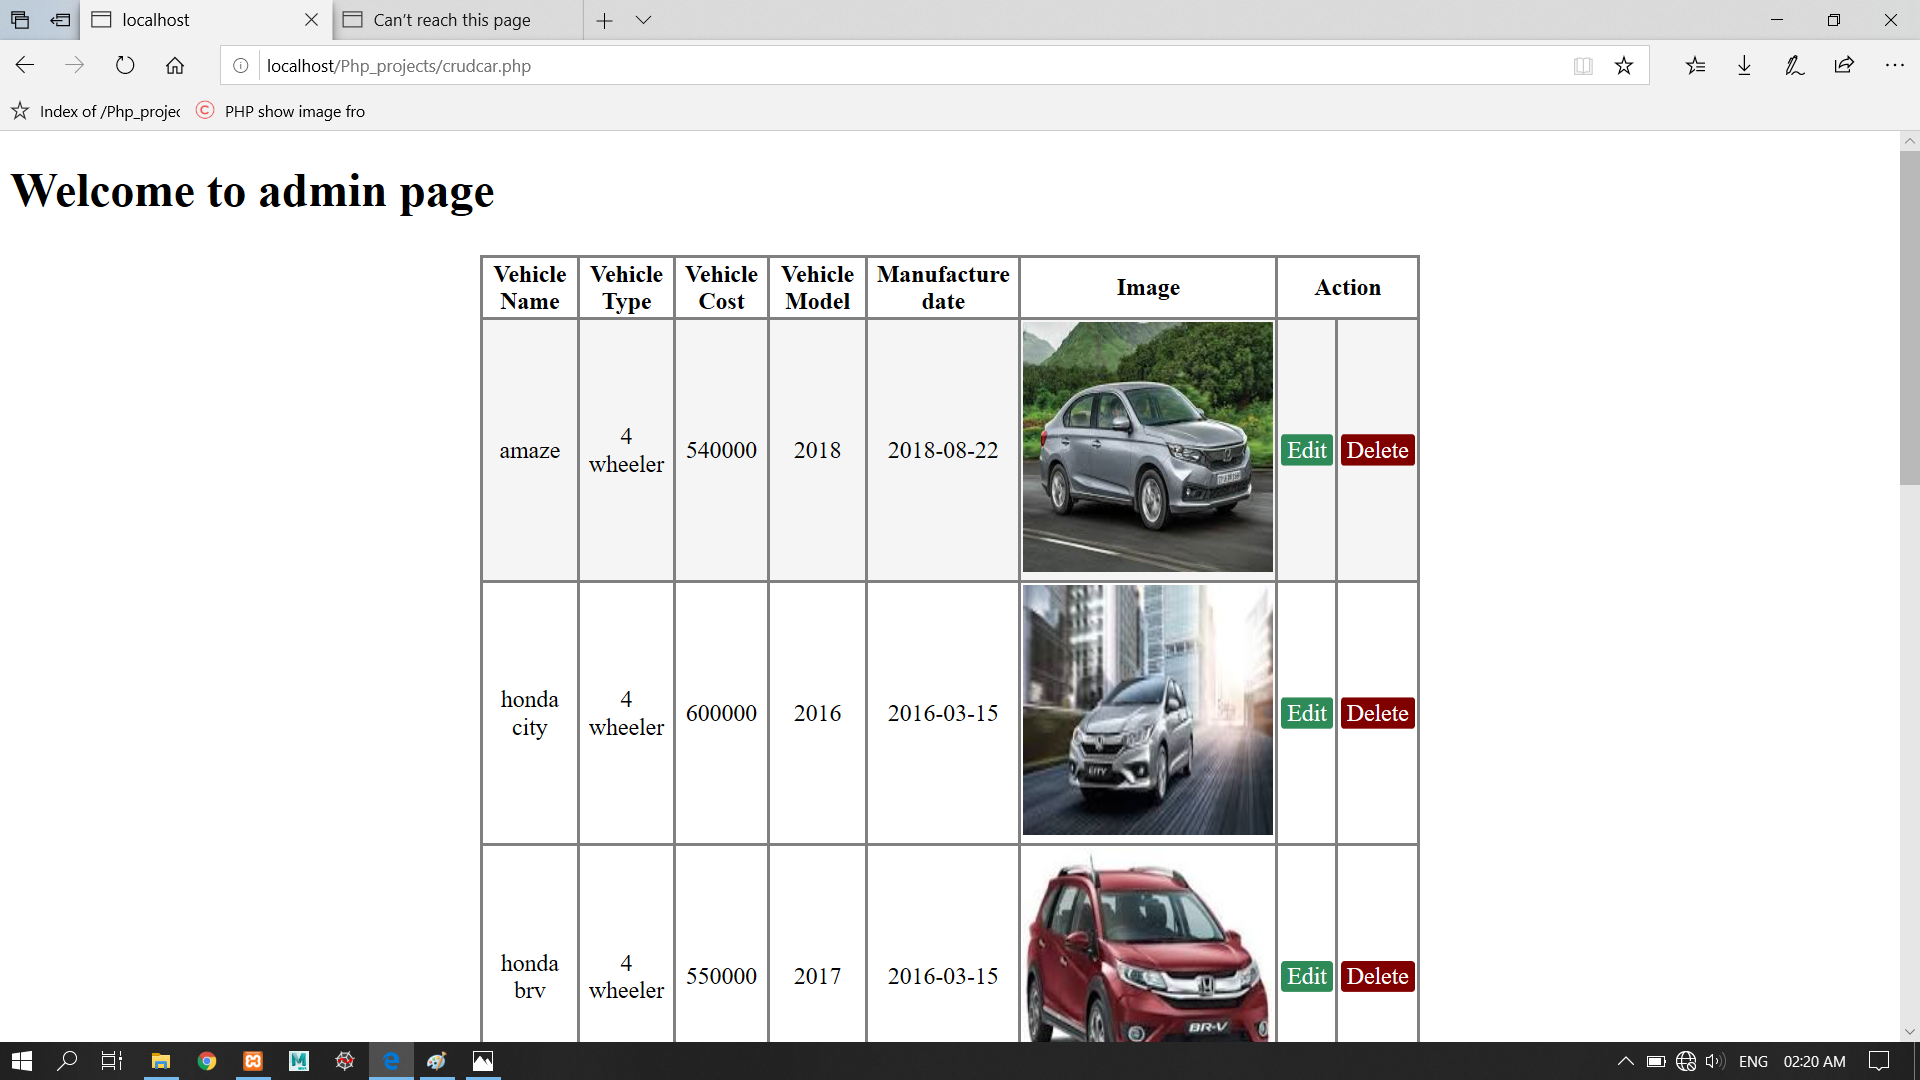 localhost
Can't reach this page
localhost/Php_projects/crudcar.php
Index of /Php_projec
PHP show image fro
Welcome to admin page
Vehicle Name
Vehicle Type
Vehicle Cost
Vehicle Model
Manufacture date
Image
Action
amaze
4 wheeler
540000
2018
2018-08-22
Edit
Delete
honda city
4 wheeler
600000
2016
2016-03-15
CITY
Edit
Delete
honda brv
4 wheeler
550000
2017
2016-03-15
BR-V
Edit
Delete
ENG
02:20 AM